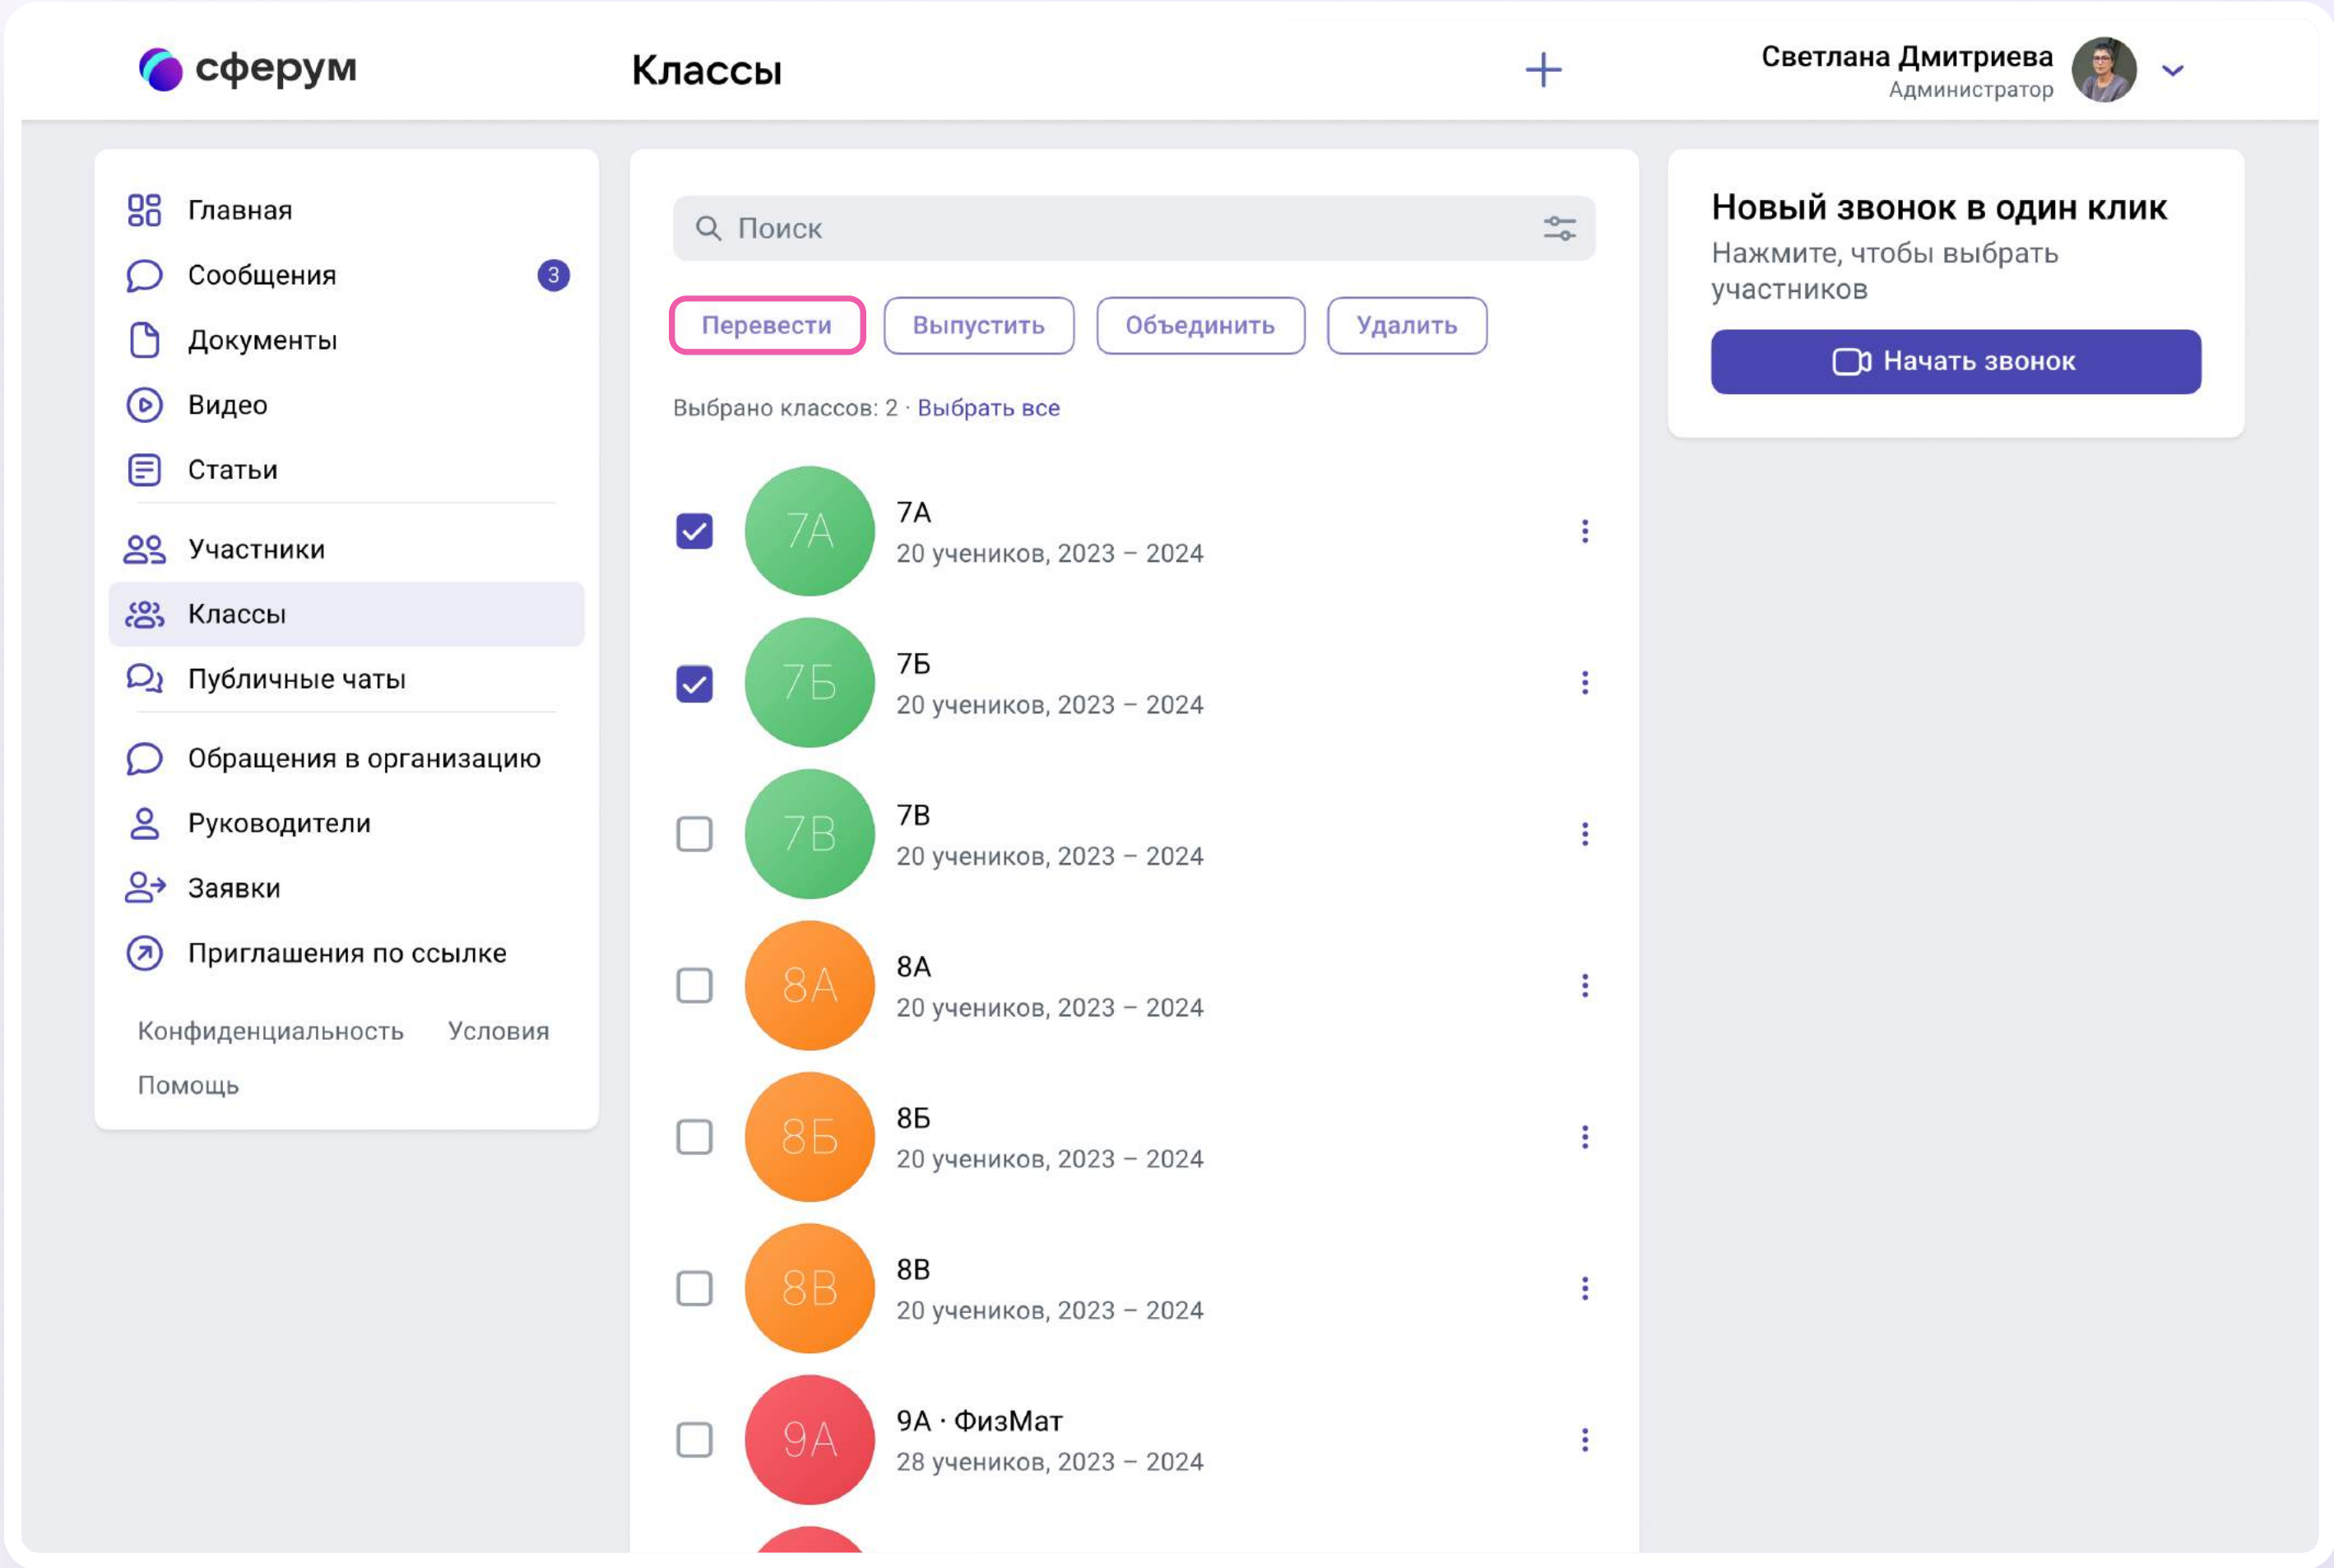 сферум
Классы
Светлана Дмитриева
Администратор
Главная
Сообщения
3
Документы
Видео
Статьи
Участники
Классы
Публичные чаты
Обращения в организацию
Руководители
Заявки
Приглашения по ссылке
Конфиденциальность Условия
Помощь
Поиск
Перевести Выпустить Объединить Удалить
Выбрано классов: 2 · Выбрать все
7А
7А
20 учеников, 2023 – 2024
7Б
7Б
20 учеников, 2023 – 2024
7В
7В
20 учеников, 2023 – 2024
8А
8А
20 учеников, 2023 – 2024
8Б
8Б
20 учеников, 2023 – 2024
8В
8В
20 учеников, 2023 – 2024
9А
9А · ФизМат
28 учеников, 2023 – 2024
Новый звонок в один клик
Нажмите, чтобы выбрать
участников
Начать звонок